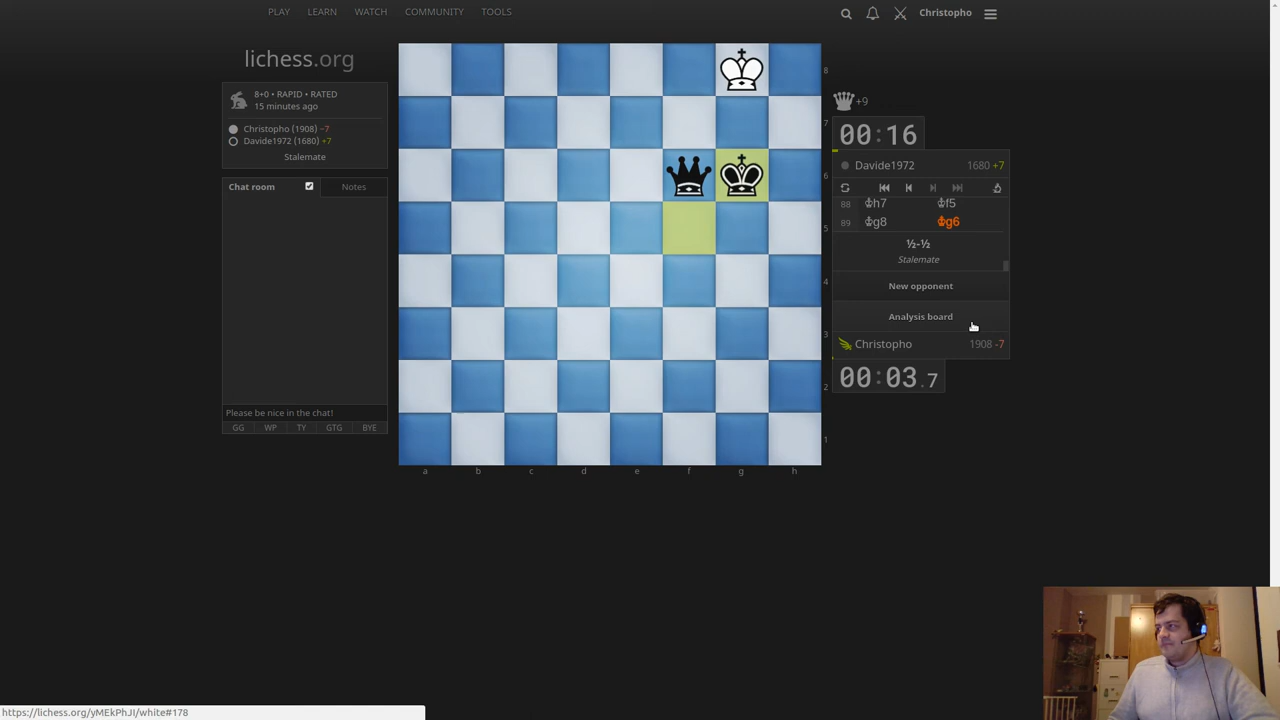 PLAY LEARN WATCH COMMUNITY TOOLS Christopho
lichess.org
8+0 • RAPID • RATED
15 minutes ago
Christopho (1908) −7
Davide1972 (1680) +7
Stalemate
Chat room Notes
Please be nice in the chat!
GG WP TY GTG BYE
8
7
6
5
4
3
2
1
a b c d e f g h
+9
00:16
Davide1972 1680 +7
88 ♔h7 ♔f5
89 ♔g8 ♔g6
½-½
Stalemate
New opponent
Analysis board
Christopho 1908 -7
00:03.7
https://lichess.org/yMEkPhJI/white#178